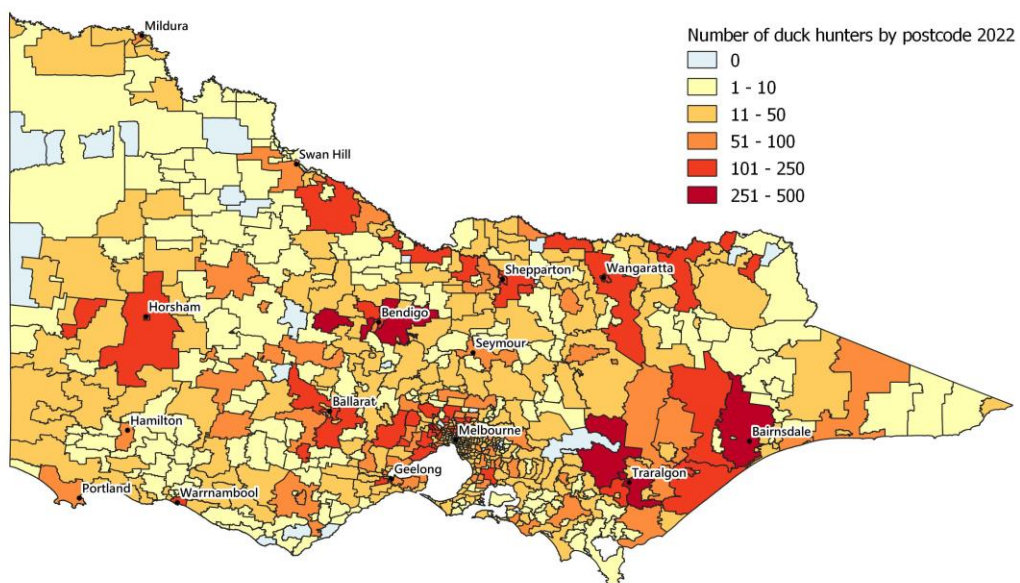 Mildura
Number of duck hunters by postcode 2022
0
1 - 10
11 - 50
51 - 100
101 - 250
251 - 500
Swan Hill
Shepparton
Wangaratta
Horsham
Bendigo
Seymour
Ballarat
Hamilton
Melbourne
Bairnsdale
Geelong
Traralgon
Portland
Warrnambool